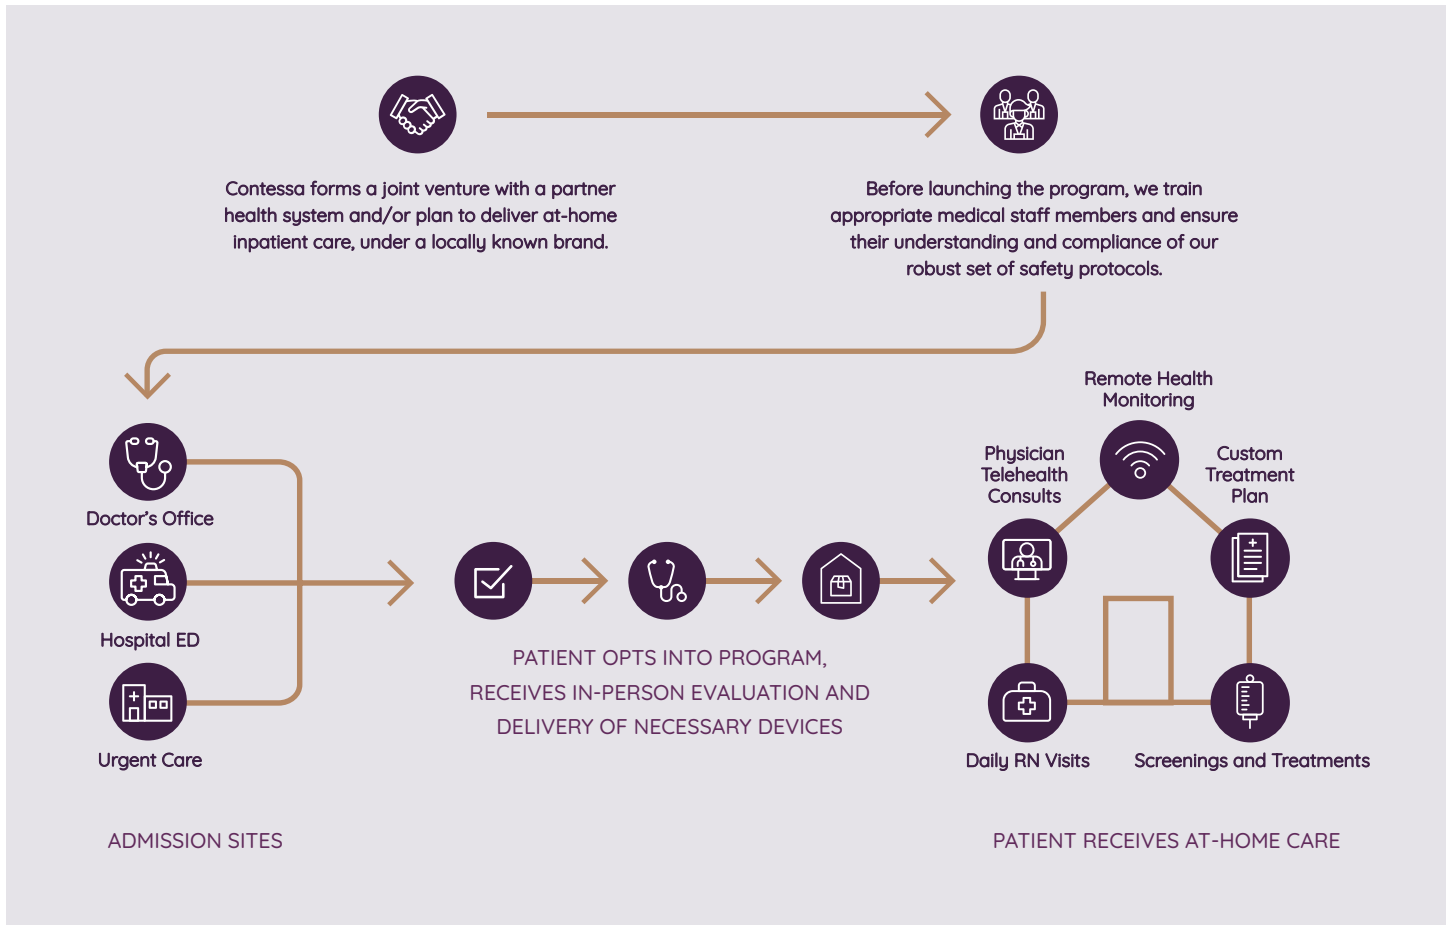 Contessa forms a joint venture with a partner
health system and/or plan to deliver at-home
inpatient care, under a locally known brand.
Before launching the program, we train
appropriate medical staff members and ensure
their understanding and compliance of our
robust set of safety protocols.
Doctor's Office
Hospital ED
Urgent Care
ADMISSION SITES
PATIENT OPTS INTO PROGRAM,
RECEIVES IN-PERSON EVALUATION AND
DELIVERY OF NECESSARY DEVICES
Remote Health
Monitoring
Physician
Telehealth
Consults
Custom
Treatment
Plan
Daily RN Visits
Screenings and Treatments
PATIENT RECEIVES AT-HOME CARE